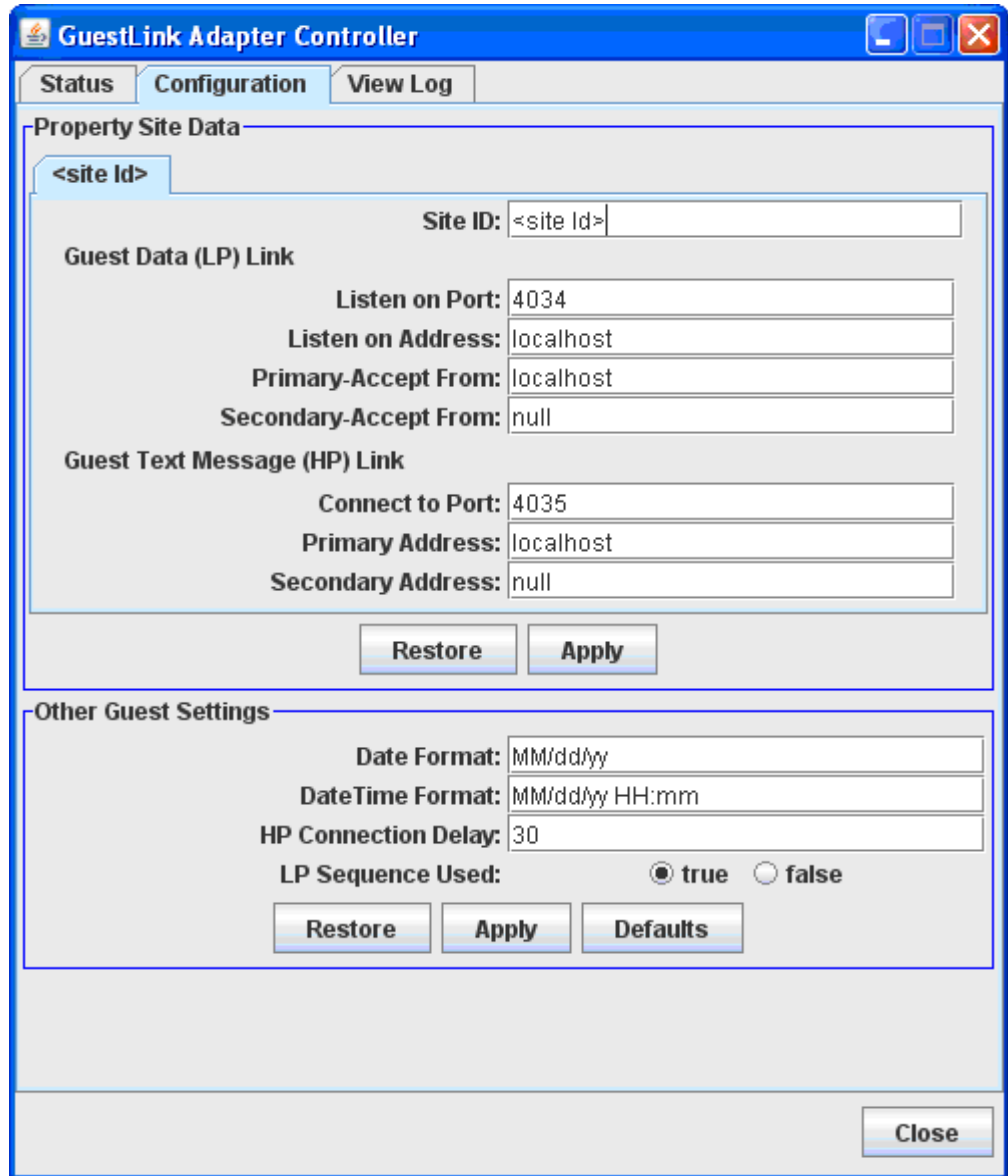 GuestLink Adapter Controller
Status Configuration View Log
Property Site Data
<site Id>
Site ID: <site Id>
Guest Data (LP) Link
Listen on Port: 4034
Listen on Address: localhost
Primary-Accept From: localhost
Secondary-Accept From: null
Guest Text Message (HP) Link
Connect to Port: 4035
Primary Address: localhost
Secondary Address: null
Restore Apply
Other Guest Settings
Date Format: MM/dd/yy
DateTime Format: MM/dd/yy HH:mm
HP Connection Delay: 30
LP Sequence Used: true false
Restore Apply Defaults
Close